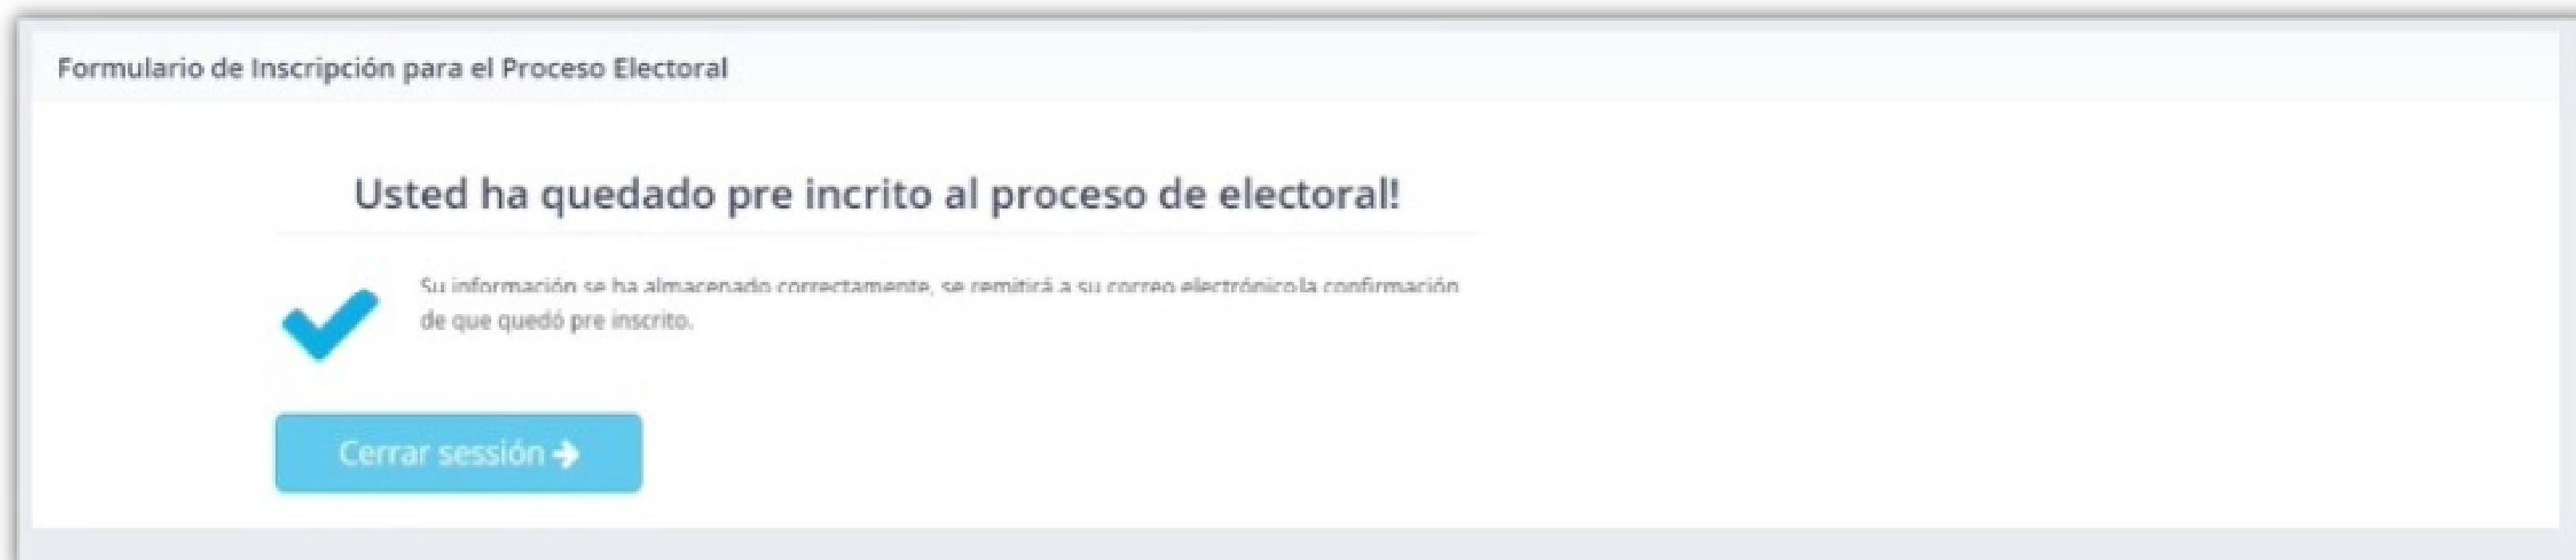 Formulario de Inscripción para el Proceso Electoral
Usted ha quedado pre incrito al proceso de electoral!
Su información se ha almacenado correctamente, se remitirá a su correo electrónico la confirmación
de que quedó pre inscrito.
Cerrar sessión